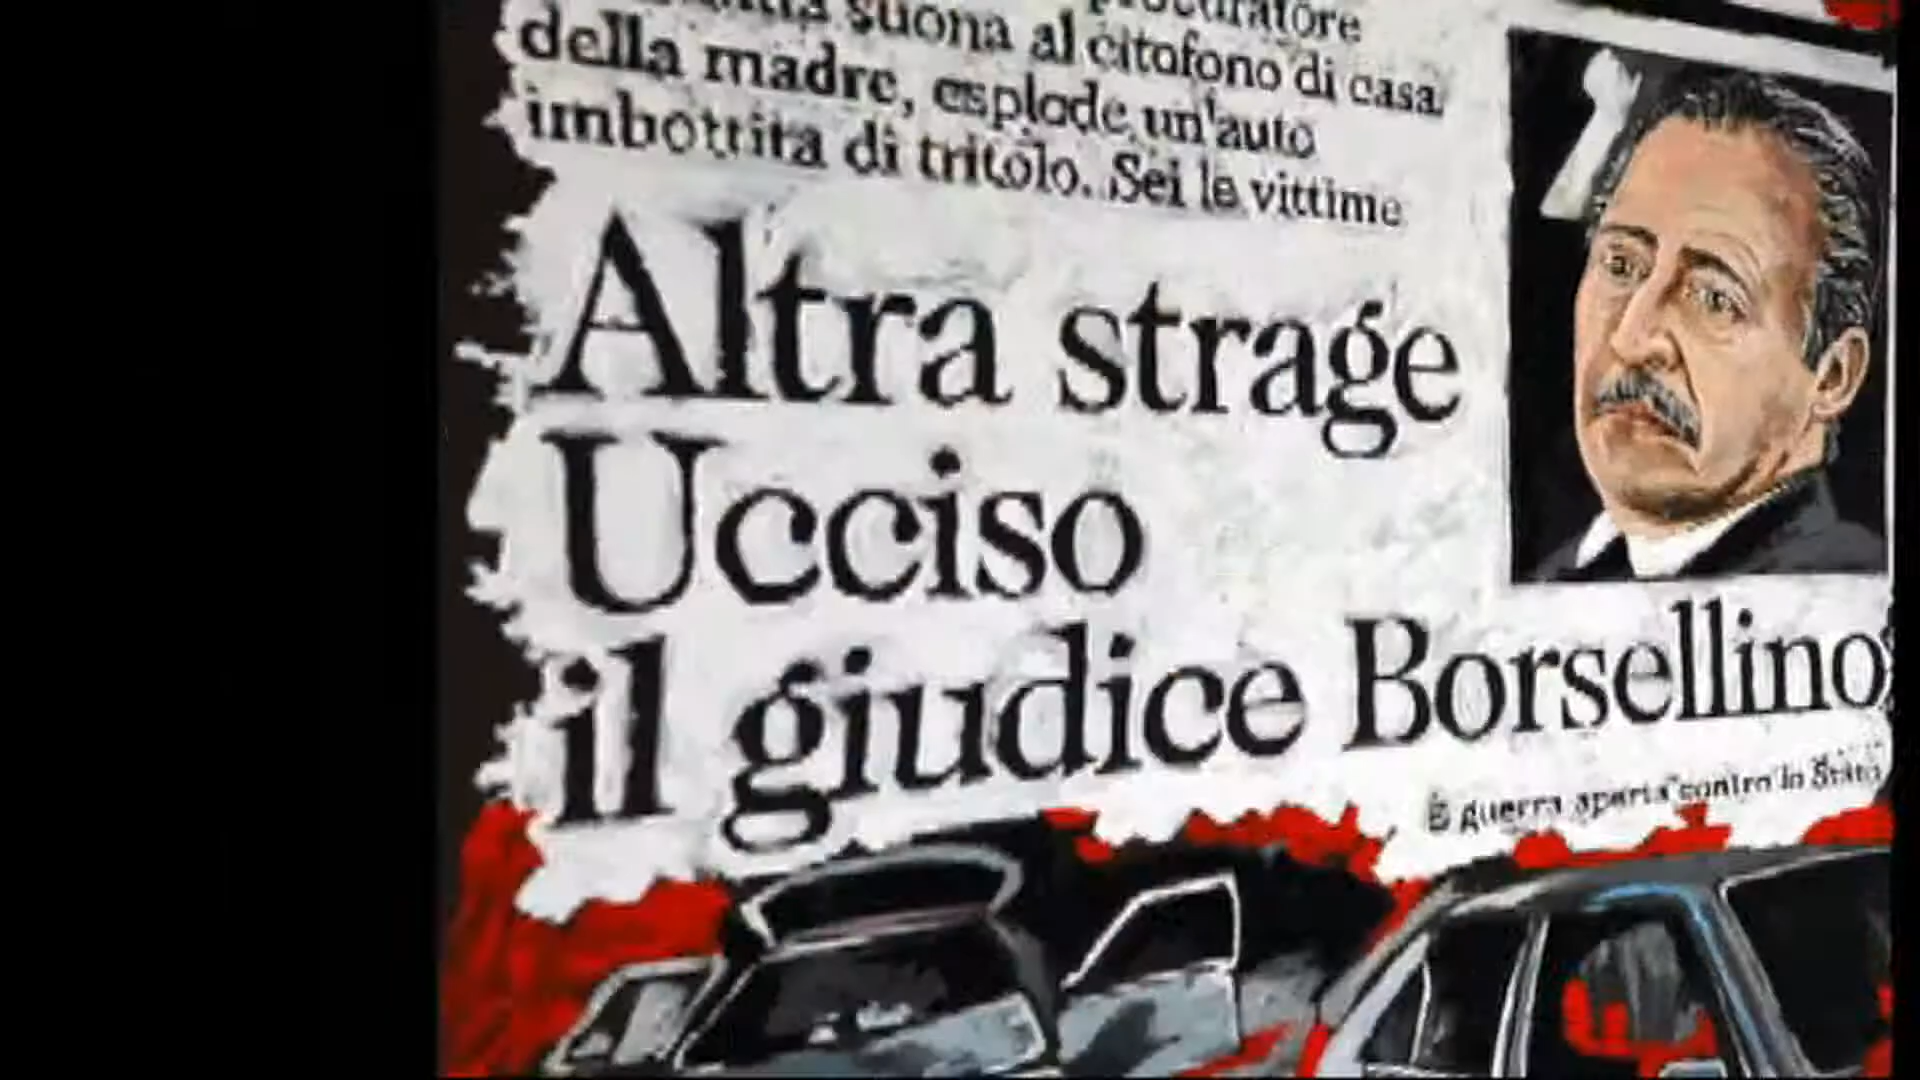 suona al citofono di casa
della madre, esplode un'auto
imbottita di tritolo. Sei le vittime
Altra strage
Ucciso
il giudice Borsellino
È guerra aperta contro lo Stato